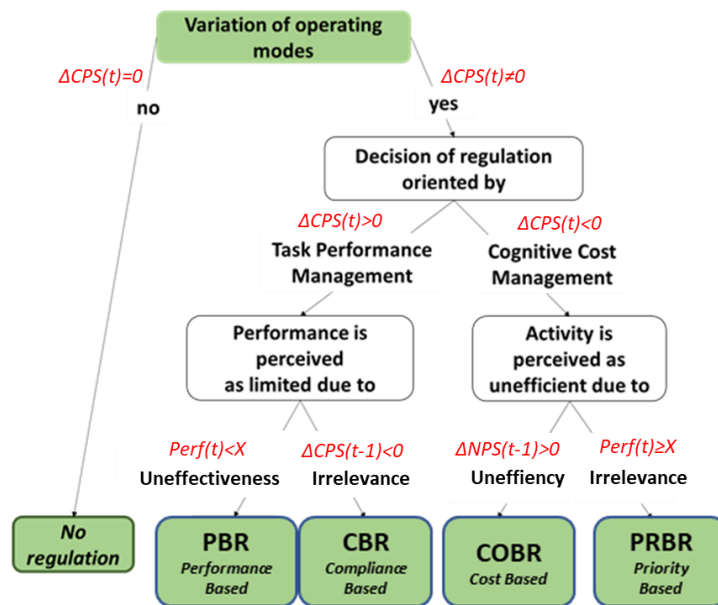 Variation of operating
modes
ΔCPS(t)=0
ΔCPS(t)≠0
no
yes
Decision of regulation
oriented by
ΔCPS(t)>0
ΔCPS(t)<0
Task Performance
Management
Cognitive Cost
Management
Performance is
perceived
as limited due to
Activity is
perceived as
unefficient due to
Perf(t)<X
ΔCPS(t-1)<0
ΔNPS(t-1)>0
Perf(t)≥X
Uneffectiveness
Irrelevance
Uneffiency
Irrelevance
No
regulation
PBR
Performance
Based
CBR
Compliance
Based
COBR
Cost Based
PRBR
Priority
Based